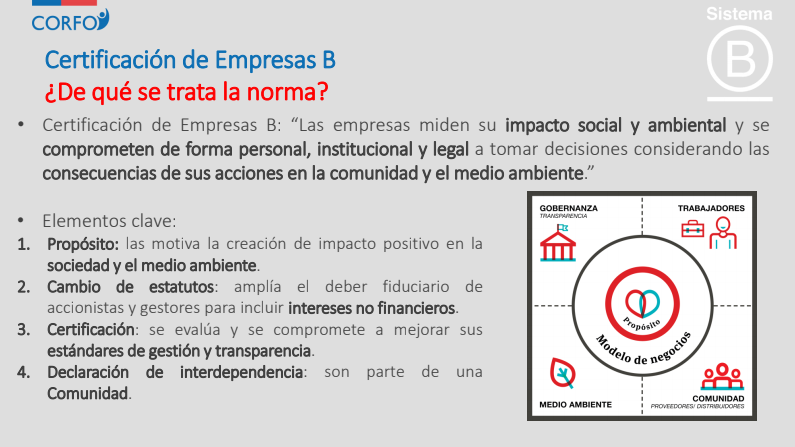 CORFO
Sistema
B
Certificación de Empresas B
¿De qué se trata la norma?
• Certificación de Empresas B: “Las empresas miden su impacto social y ambiental y se
comprometen de forma personal, institucional y legal a tomar decisiones considerando las
consecuencias de sus acciones en la comunidad y el medio ambiente.”
• Elementos clave:
1. Propósito: las motiva la creación de impacto positivo en la
sociedad y el medio ambiente.
2. Cambio de estatutos: amplía el deber fiduciario de
accionistas y gestores para incluir intereses no financieros.
3. Certificación: se evalúa y se compromete a mejorar sus
estándares de gestión y transparencia.
4. Declaración de interdependencia: son parte de una
Comunidad.
GOBERNANZA
TRANSPARENCIA
TRABAJADORES
Propósito
Modelo de negocios
MEDIO AMBIENTE
COMUNIDAD
PROVEEDORES/ DISTRIBUIDORES